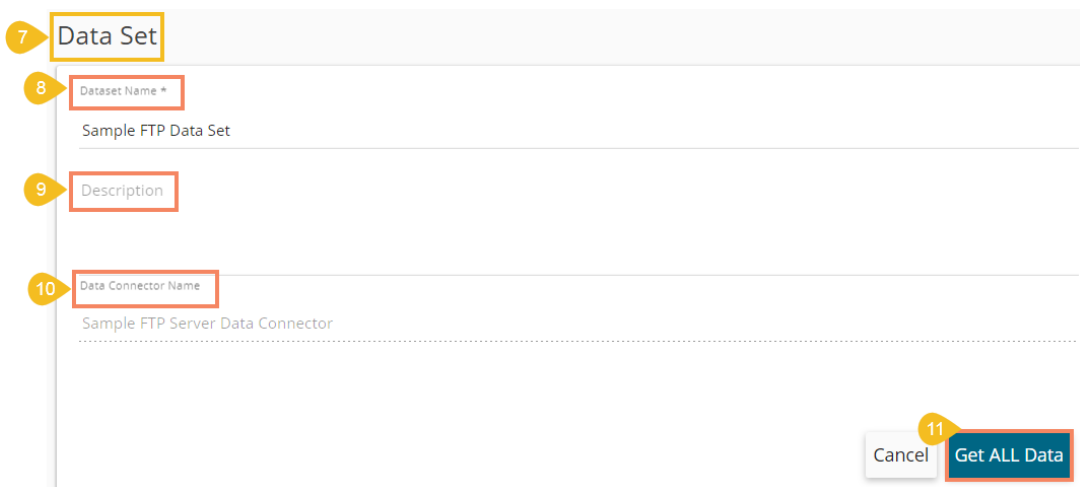 7 Data Set
8 Dataset Name *
Sample FTP Data Set
9 Description
10 Data Connector Name
Sample FTP Server Data Connector
11
Cancel Get ALL Data